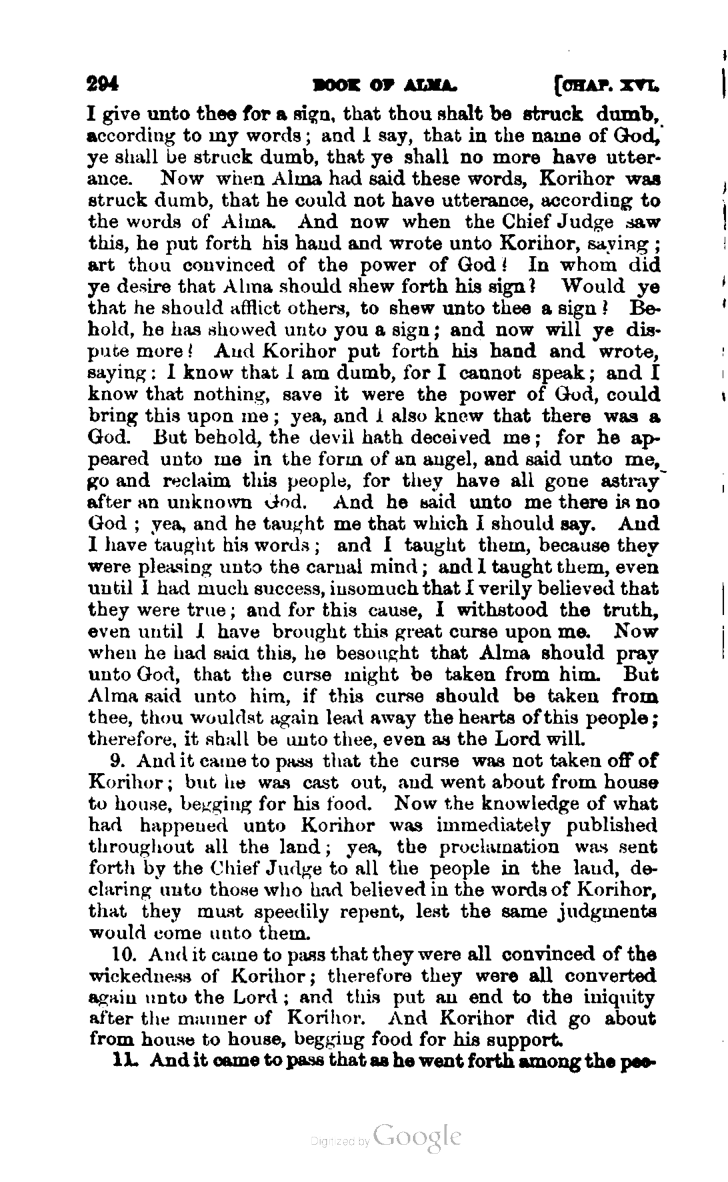 294 BOOK OF ALMA. [CHAP. XVI.
I give unto thee for a sign, that thou shalt be struck dumb,
according to my words; and I say, that in the name of God,
ye shall be struck dumb, that ye shall no more have utter-
ance. Now when Alma had said these words, Korihor was
struck dumb, that he could not have utterance, according to
the words of Alma. And now when the Chief Judge saw
this, he put forth his hand and wrote unto Korihor, saying;
art thou convinced of the power of God? In whom did
ye desire that Alma should shew forth his sign? Would ye
that he should afflict others, to shew unto thee a sign? Be-
hold, he has showed unto you a sign; and now will ye dis-
pute more? And Korihor put forth his hand and wrote,
saying: I know that I am dumb, for I cannot speak; and I
know that nothing, save it were the power of God, could
bring this upon me; yea, and I also knew that there was a
God. But behold, the devil hath deceived me; for he ap-
peared unto me in the form of an angel, and said unto me,
go and reclaim this people, for they have all gone astray
after an unknown God. And he said unto me there is no
God; yea, and he taught me that which I should say. And
I have taught his words; and I taught them, because they
were pleasing unto the carnal mind; and I taught them, even
until I had much success, insomuch that I verily believed that
they were true; and for this cause, I withstood the truth,
even until I have brought this great curse upon me. Now
when he had said this, he besought that Alma should pray
unto God, that the curse might be taken from him. But
Alma said unto him, if this curse should be taken from
thee, thou wouldst again lead away the hearts of this people;
therefore, it shall be unto thee, even as the Lord will.
9. And it came to pass that the curse was not taken off of
Korihor; but he was cast out, and went about from house
to house, begging for his food. Now the knowledge of what
had happened unto Korihor was immediately published
throughout all the land; yea, the proclamation was sent
forth by the Chief Judge to all the people in the land, de-
claring unto those who had believed in the words of Korihor,
that they must speedily repent, lest the same judgments
would come unto them.
10. And it came to pass that they were all convinced of the
wickedness of Korihor; therefore they were all converted
again unto the Lord; and this put an end to the iniquity
after the manner of Korihor. And Korihor did go about
from house to house, begging food for his support.
11. And it came to pass that as he went forth among the peo-
Digitized by Google